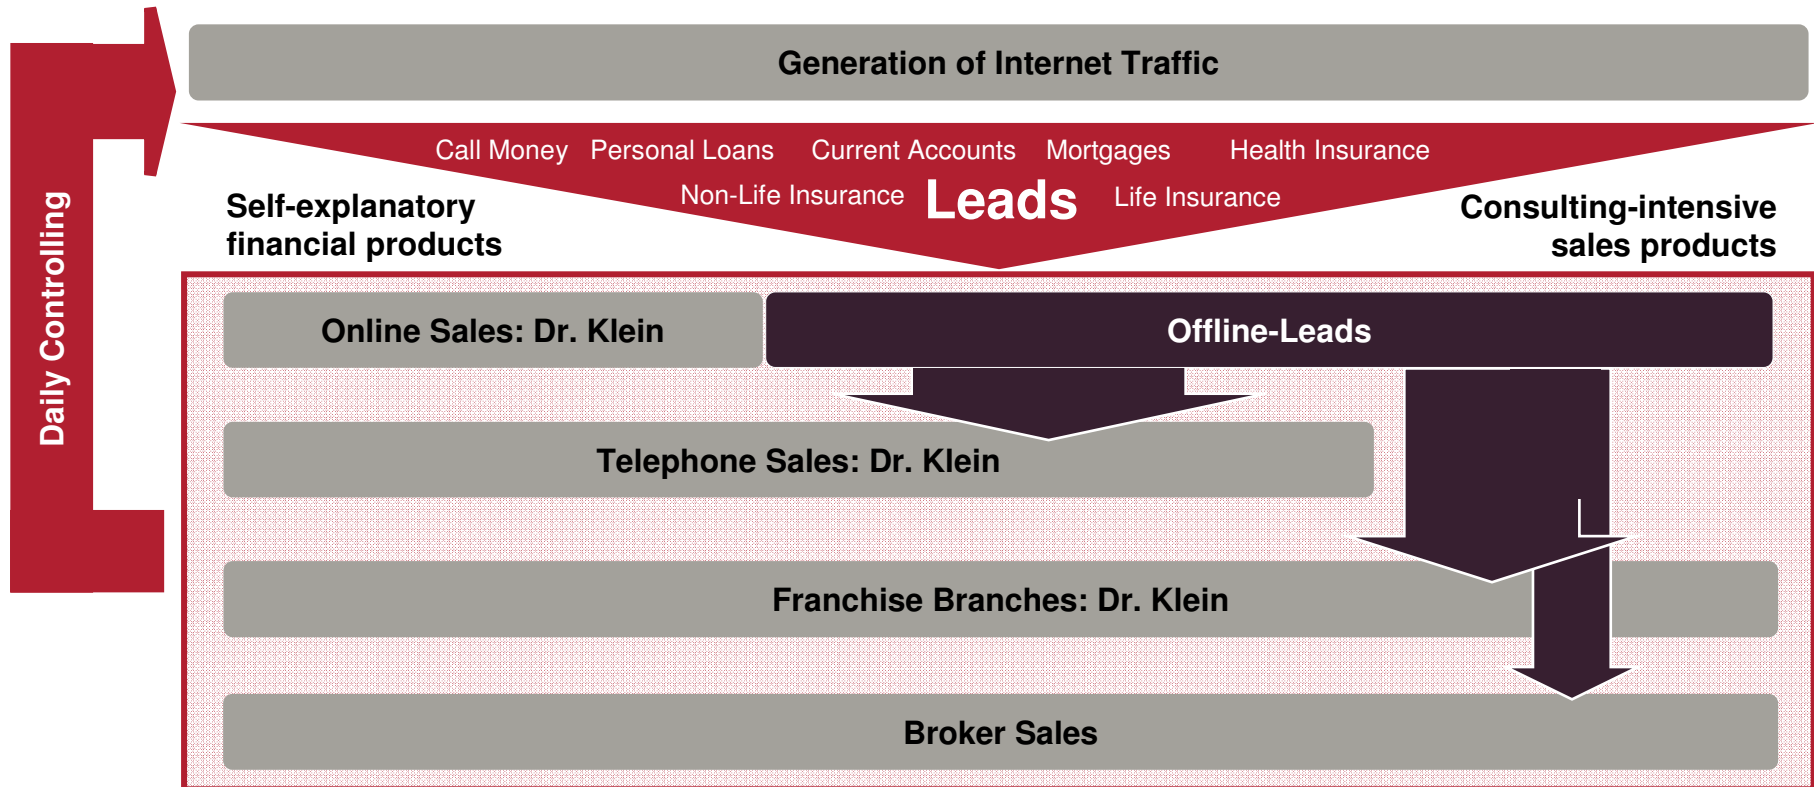 Generation of Internet Traffic
Call Money Personal Loans Current Accounts Mortgages Health Insurance
Non-Life Insurance Leads Life Insurance
Self-explanatory
financial products
Consulting-intensive
sales products
Daily Controlling
Online Sales: Dr. Klein
Offline-Leads
Telephone Sales: Dr. Klein
Franchise Branches: Dr. Klein
Broker Sales